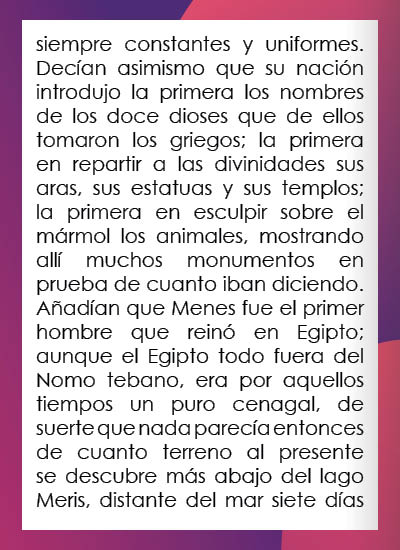 siempre constantes y uniformes.
Decían asimismo que su nación
introdujo la primera los nombres
de los doce dioses que de ellos
tomaron los griegos; la primera
en repartir a las divinidades sus
aras, sus estatuas y sus templos;
la primera en esculpir sobre el
mármol los animales, mostrando
allí muchos monumentos en
prueba de cuanto iban diciendo.
Añadían que Menes fue el primer
hombre que reinó en Egipto;
aunque el Egipto todo fuera del
Nomo tebano, era por aquellos
tiempos un puro cenagal, de
suerte que nada parecía entonces
de cuanto terreno al presente
se descubre más abajo del lago
Meris, distante del mar siete días